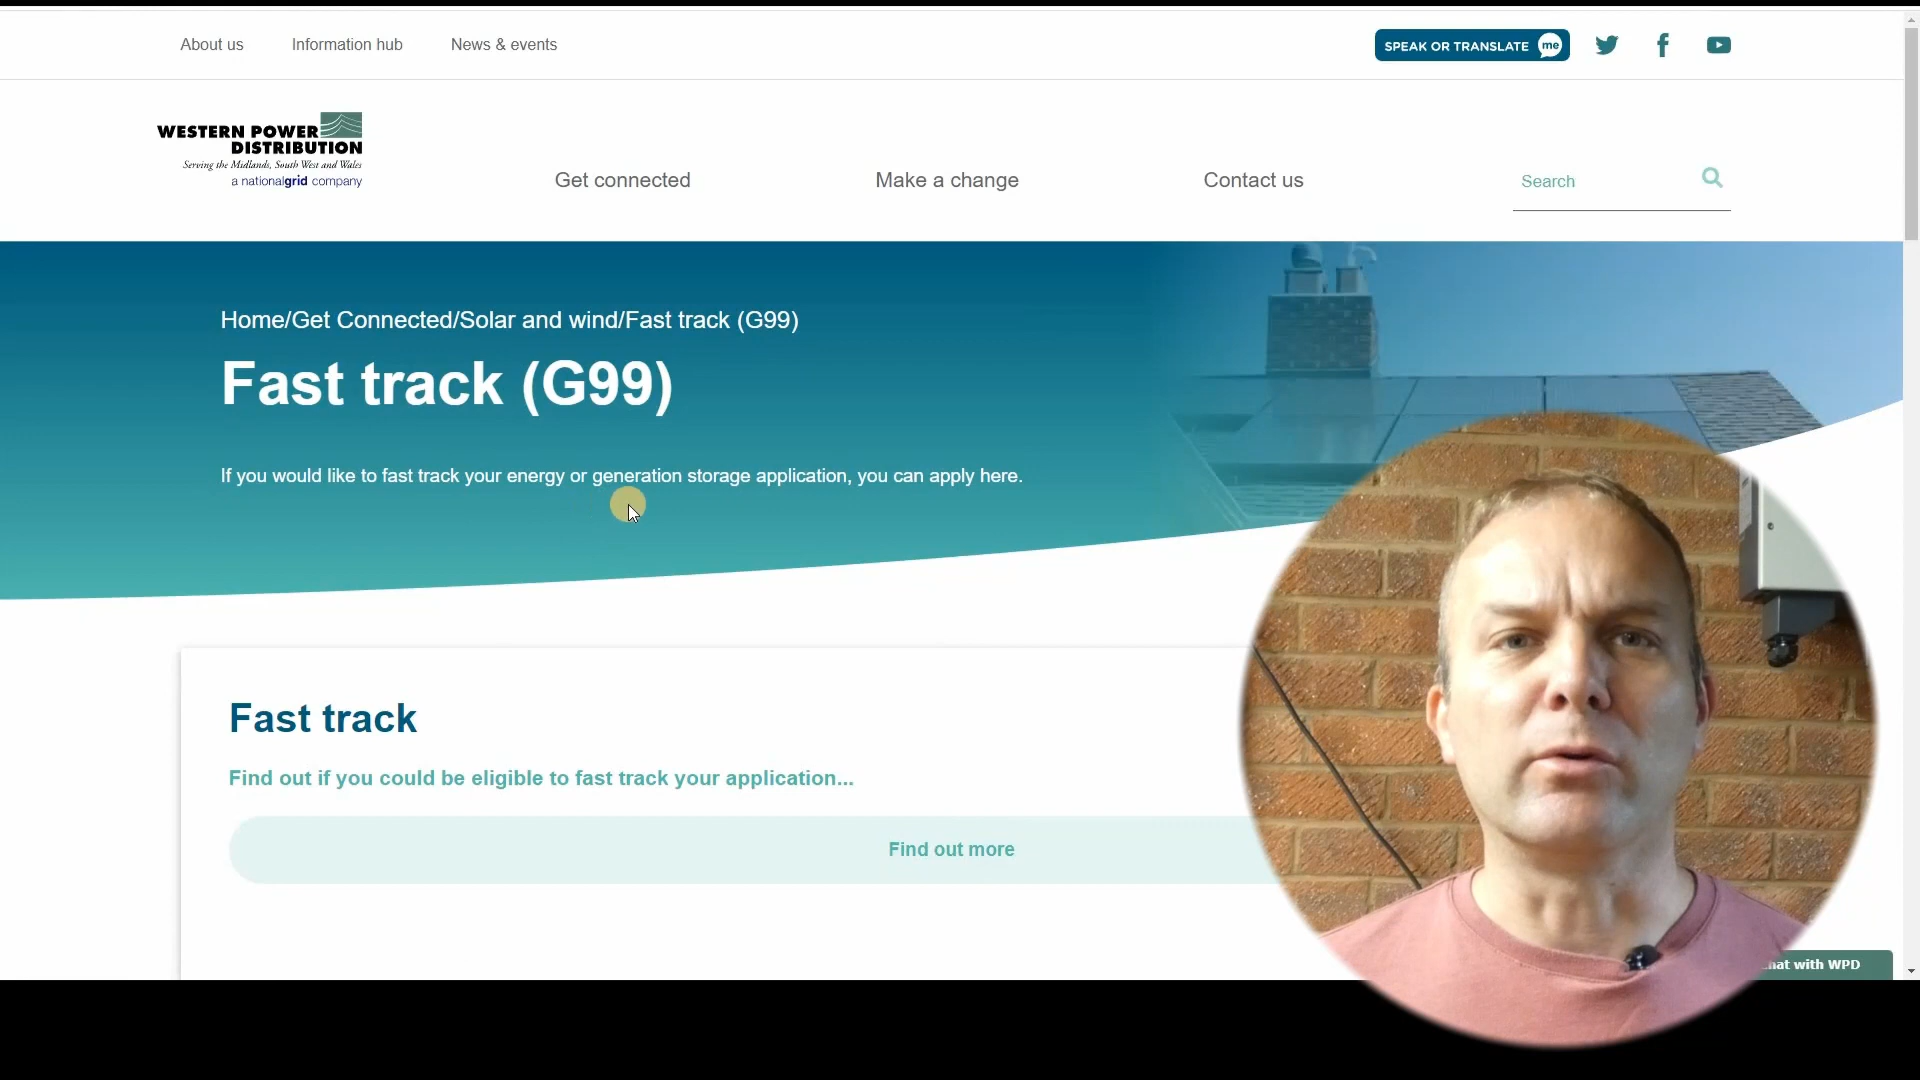 About us
Information hub
News & events
SPEAK OR TRANSLATE me
WESTERN POWER
DISTRIBUTION
Serving the Midlands, South West and Wales
a nationalgrid company
Get connected
Make a change
Contact us
Search
Home/Get Connected/Solar and wind/Fast track (G99)
Fast track (G99)
If you would like to fast track your energy or generation storage application, you can apply here.
Fast track
Find out if you could be eligible to fast track your application...
Find out more
hat with WPD